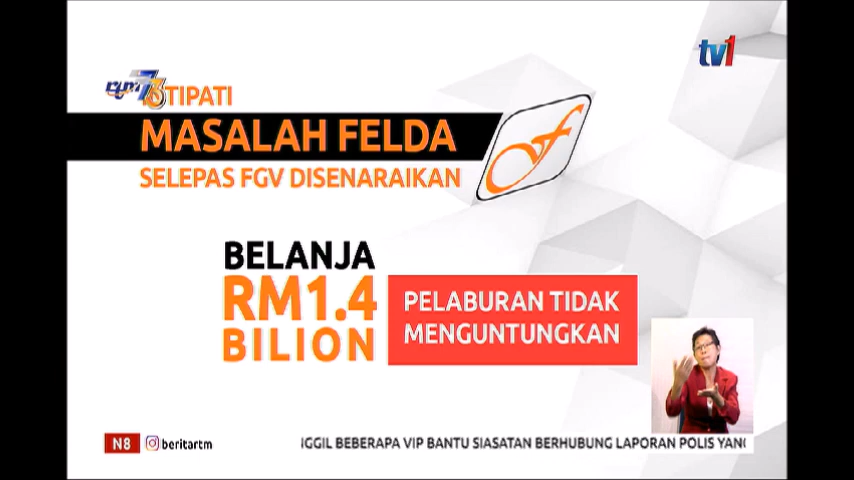 tv1
TIPATI
MASALAH FELDA
SELEPAS FGV DISENARAIKAN
BELANJA
RM1.4
BILION
PELABURAN TIDAK
MENGUNTUNGKAN
N8 beritartm NGGIL BEBERAPA VIP BANTU SIASATAN BERHUBUNG LAPORAN POLIS YANG